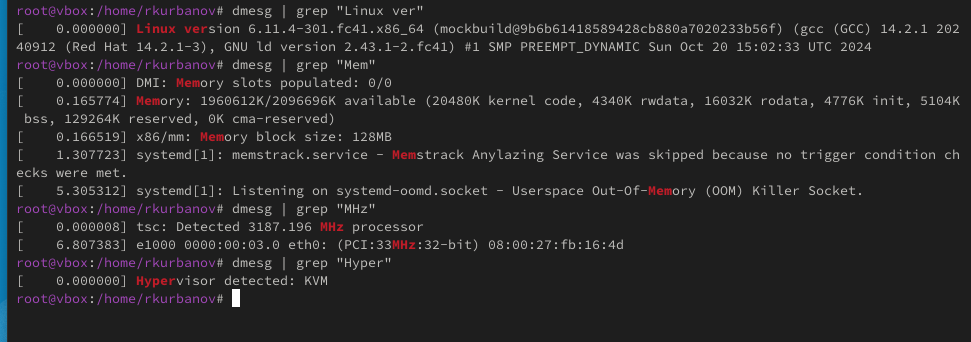 root@vbox:/home/rkurbanov# dmesg | grep "Linux ver"
[    0.000000] Linux version 6.11.4-301.fc41.x86_64 (mockbuild@9b6b61418589428cb880a7020233b56f) (gcc (GCC) 14.2.1 202
40912 (Red Hat 14.2.1-3), GNU ld version 2.43.1-2.fc41) #1 SMP PREEMPT_DYNAMIC Sun Oct 20 15:02:33 UTC 2024
root@vbox:/home/rkurbanov# dmesg | grep "Mem"
[    0.000000] DMI: Memory slots populated: 0/0
[    0.165774] Memory: 1960612K/2096696K available (20480K kernel code, 4340K rwdata, 16032K rodata, 4776K init, 5104K
 bss, 129264K reserved, 0K cma-reserved)
[    0.166519] x86/mm: Memory block size: 128MB
[    1.307723] systemd[1]: memstrack.service - Memstrack Anylazing Service was skipped because no trigger condition ch
ecks were met.
[    5.305312] systemd[1]: Listening on systemd-oomd.socket - Userspace Out-Of-Memory (OOM) Killer Socket.
root@vbox:/home/rkurbanov# dmesg | grep "MHz"
[    0.000008] tsc: Detected 3187.196 MHz processor
[    6.807383] e1000 0000:00:03.0 eth0: (PCI:33MHz:32-bit) 08:00:27:fb:16:4d
root@vbox:/home/rkurbanov# dmesg | grep "Hyper"
[    0.000000] Hypervisor detected: KVM
root@vbox:/home/rkurbanov#